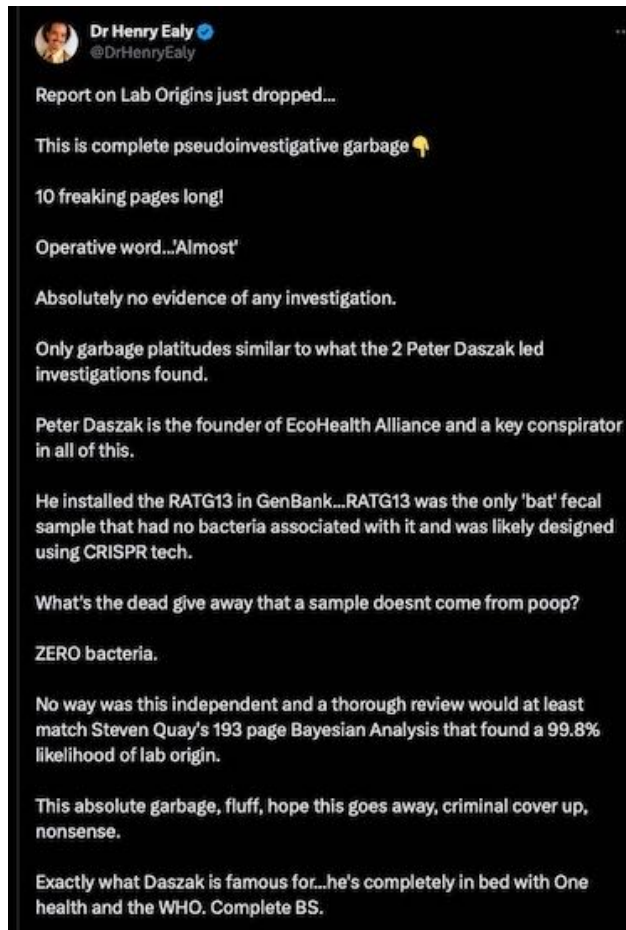 Dr Henry Ealy
@DrHenryEaly
Report on Lab Origins just dropped...
This is complete pseudoinvestigative garbage👇
10 freaking pages long!
Operative word...'Almost'
Absolutely no evidence of any investigation.
Only garbage platitudes similar to what the 2 Peter Daszak led
investigations found.
Peter Daszak is the founder of EcoHealth Alliance and a key conspirator
in all of this.
He installed the RATG13 in GenBank...RATG13 was the only 'bat' fecal
sample that had no bacteria associated with it and was likely designed
using CRISPR tech.
What's the dead give away that a sample doesnt come from poop?
ZERO bacteria.
No way was this independent and a thorough review would at least
match Steven Quay's 193 page Bayesian Analysis that found a 99.8%
likelihood of lab origin.
This absolute garbage, fluff, hope this goes away, criminal cover up,
nonsense.
Exactly what Daszak is famous for...he's completely in bed with One
health and the WHO. Complete BS.